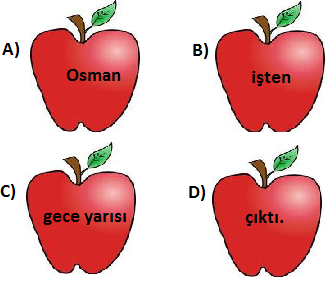 A) Osman
B) işten
C) gece yarısı
D) çıktı.